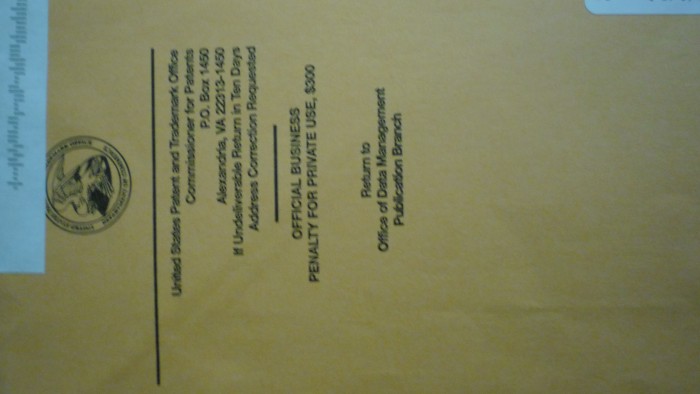 United States Patent and Trademark Office
Commissioner for Patents
P.O. Box 1450
Alexandria, VA 22313-1450
If Undeliverable Return in Ten Days
Address Correction Requested
OFFICIAL BUSINESS
PENALTY FOR PRIVATE USE, $300
Return to
Office of Data Management
Publication Branch